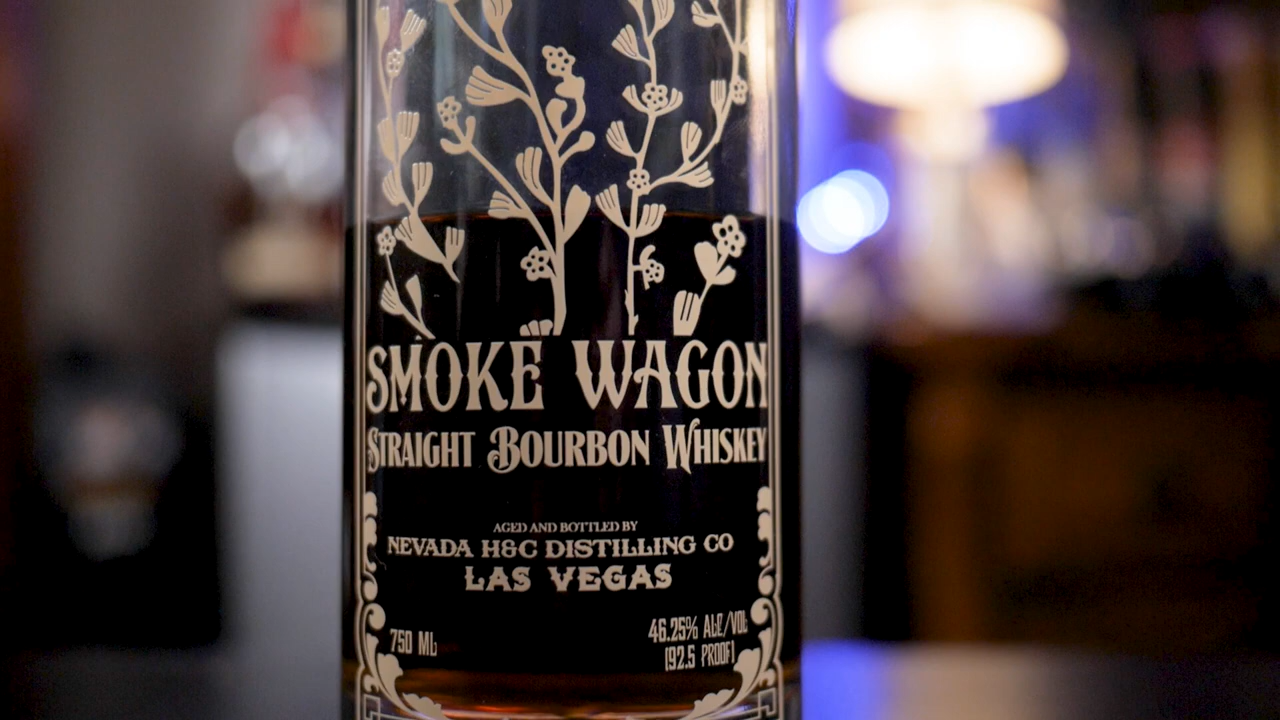 SMOKE WAGON
STRAIGHT BOURBON WHISKEY
AGED AND BOTTLED BY
NEVADA H&C DISTILLING CO
LAS VEGAS
750 ML
46.25% ALC/VOL
(92.5 PROOF)